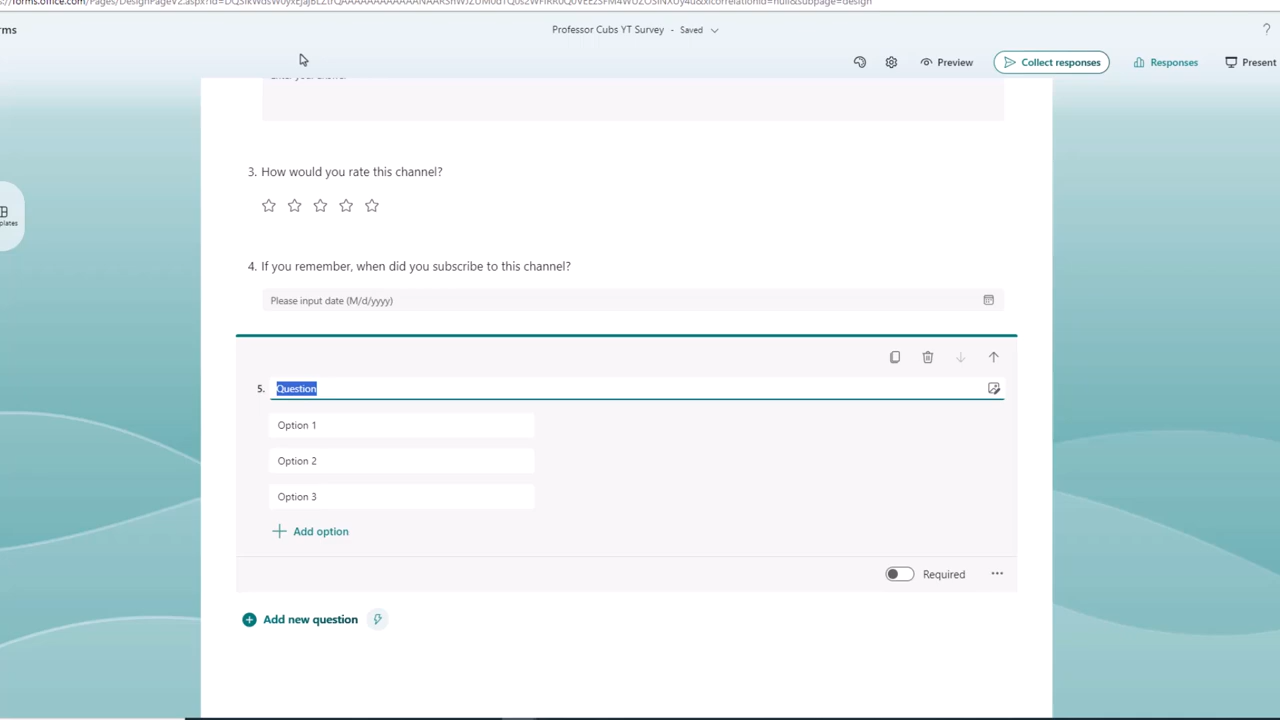 Professor Cubs YT Survey - Saved
Preview
Collect responses
Responses
Present
3. How would you rate this channel?
4. If you remember, when did you subscribe to this channel?
Please input date (M/d/yyyy)
5. Question
Option 1
Option 2
Option 3
Add option
Required
Add new question